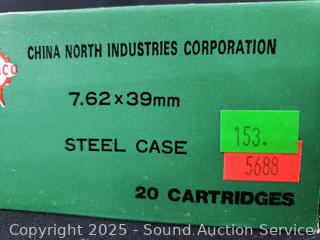 CHINA NORTH INDUSTRIES CORPORATION
7.62×39mm
STEEL CASE
153.
5688
20 CARTRIDGES
Copyright 2025 - Sound Auction Service